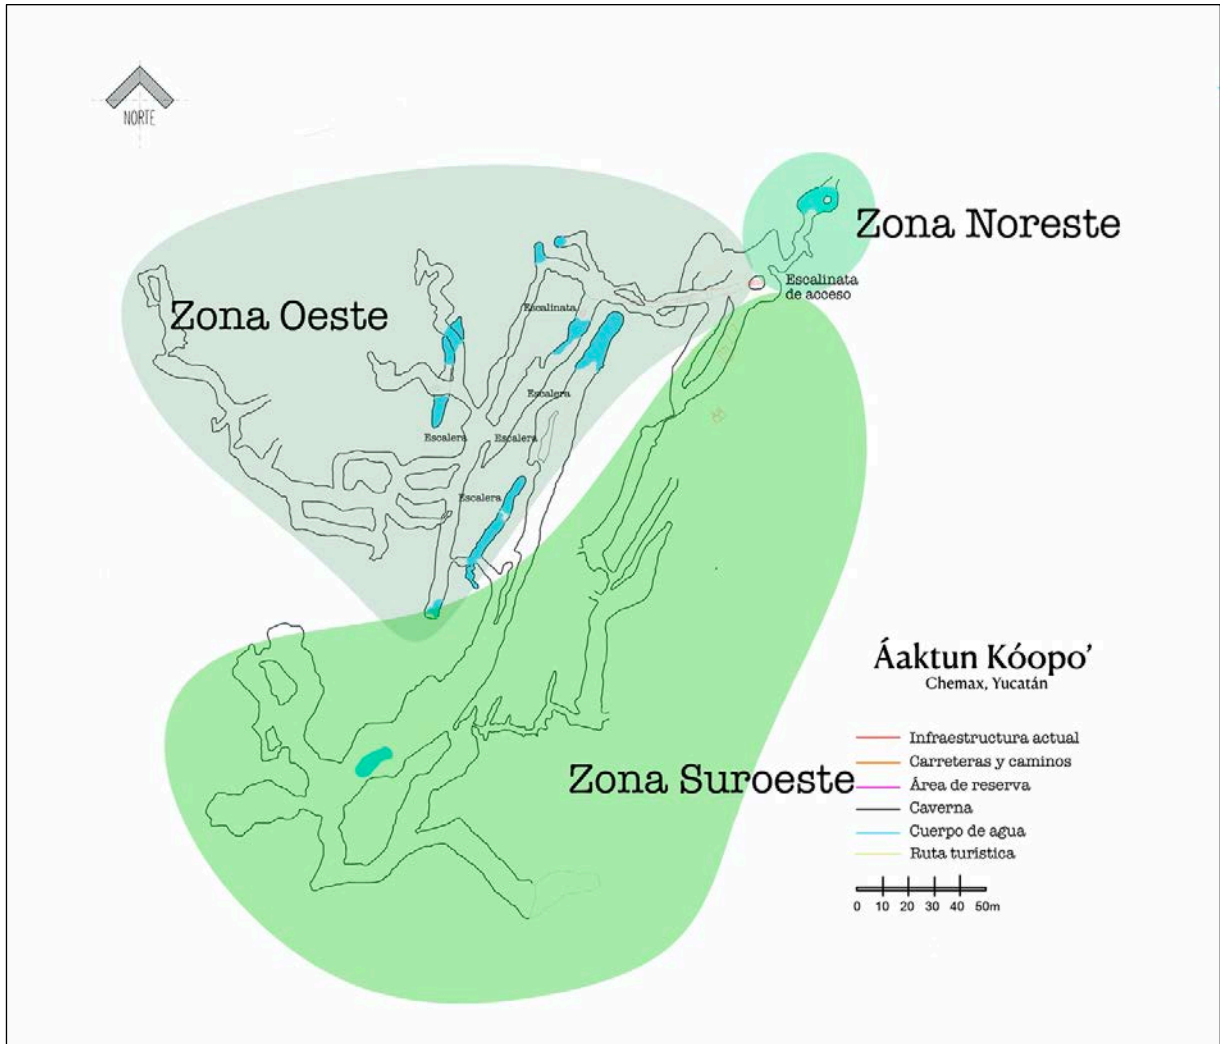 NORTE
Zona Noreste
Escalinata
de acceso
Zona Oeste
Escalinata
Escalera
Escalera
Escalera
Escalera
Áaktun Kóopo’
Chemax, Yucatán
Zona Suroeste
Infraestructura actual
Carreteras y caminos
Área de reserva
Caverna
Cuerpo de agua
Ruta turistica
0 10 20 30 40 50m